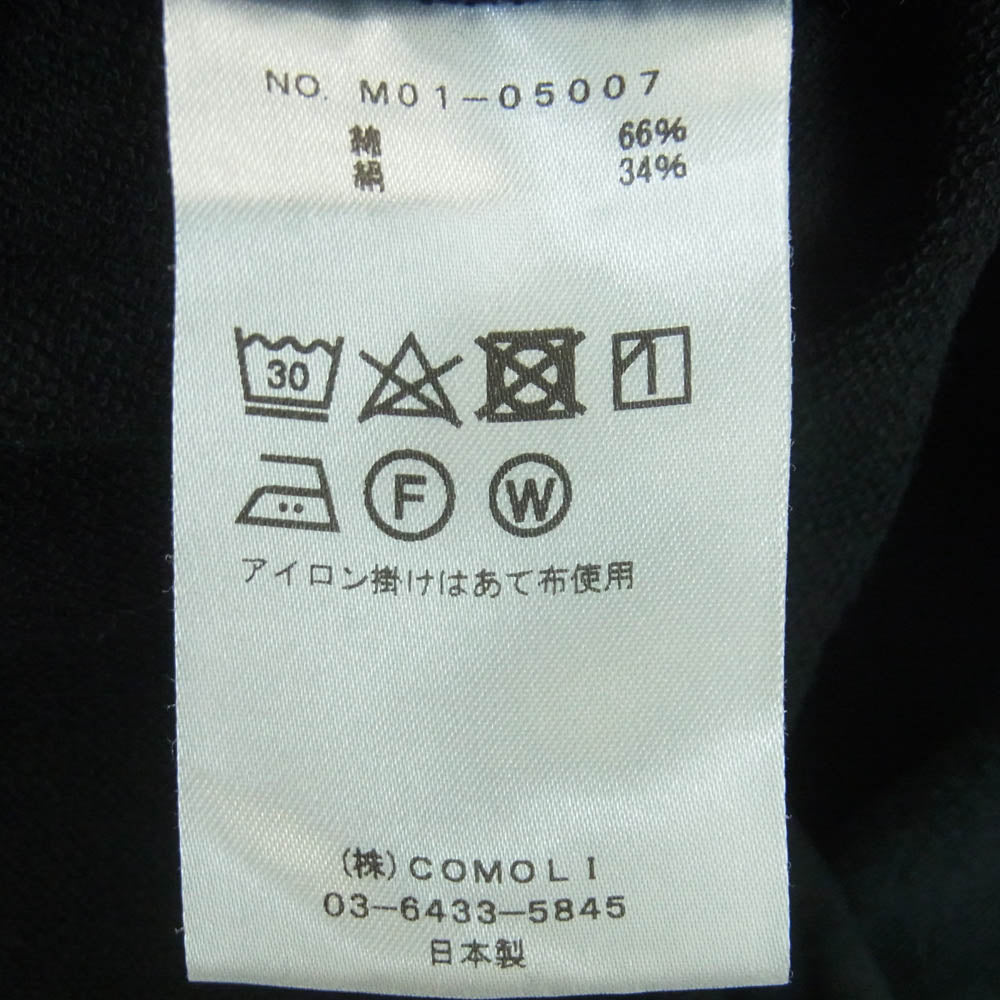 NO. M01-05007
綿 66%
絹 34%
30
F W
アイロン掛けはあて布使用
(株)COMOLI
03-6433-5845
日本製